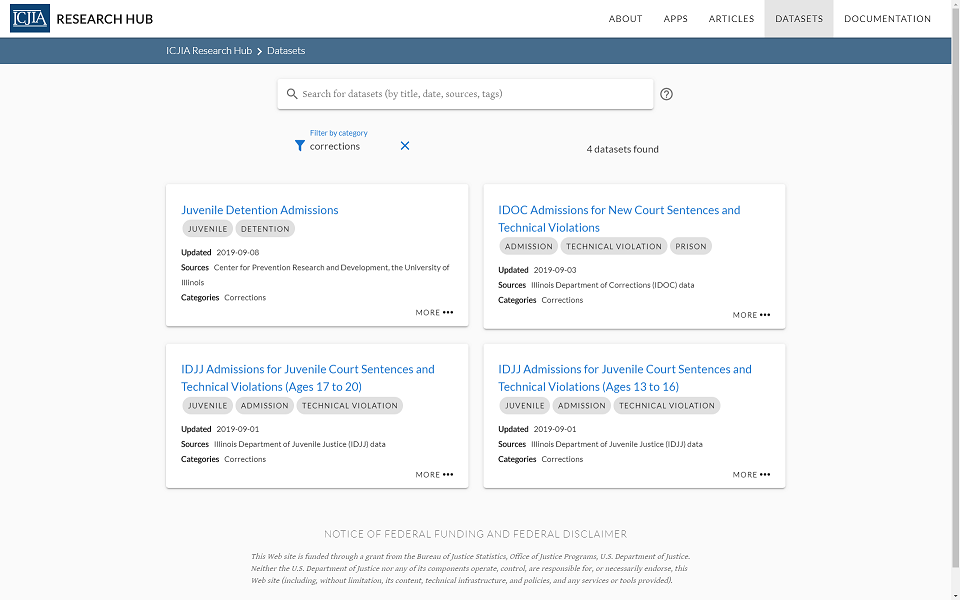 ICJIA RESEARCH HUB
ABOUT APPS ARTICLES DATASETS DOCUMENTATION
ICJIA Research Hub > Datasets
Search for datasets (by title, date, sources, tags)
Filter by category
corrections
4 datasets found
Juvenile Detention Admissions
JUVENILE DETENTION
Updated 2019-09-08
Sources Center for Prevention Research and Development, the University of
Illinois
Categories Corrections
MORE •••
IDOC Admissions for New Court Sentences and
Technical Violations
ADMISSION TECHNICAL VIOLATION PRISON
Updated 2019-09-03
Sources Illinois Department of Corrections (IDOC) data
Categories Corrections
MORE •••
IDJJ Admissions for Juvenile Court Sentences and
Technical Violations (Ages 17 to 20)
JUVENILE ADMISSION TECHNICAL VIOLATION
Updated 2019-09-01
Sources Illinois Department of Juvenile Justice (IDJJ) data
Categories Corrections
MORE •••
IDJJ Admissions for Juvenile Court Sentences and
Technical Violations (Ages 13 to 16)
JUVENILE ADMISSION TECHNICAL VIOLATION
Updated 2019-09-01
Sources Illinois Department of Juvenile Justice (IDJJ) data
Categories Corrections
MORE •••
NOTICE OF FEDERAL FUNDING AND FEDERAL DISCLAIMER
This Web site is funded through a grant from the Bureau of Justice Statistics, Office of Justice Programs, U.S. Department of Justice.
Neither the U.S. Department of Justice nor any of its components operate, control, are responsible for, or necessarily endorse, this
Web site (including, without limitation, its content, technical infrastructure, and policies, and any services or tools provided).